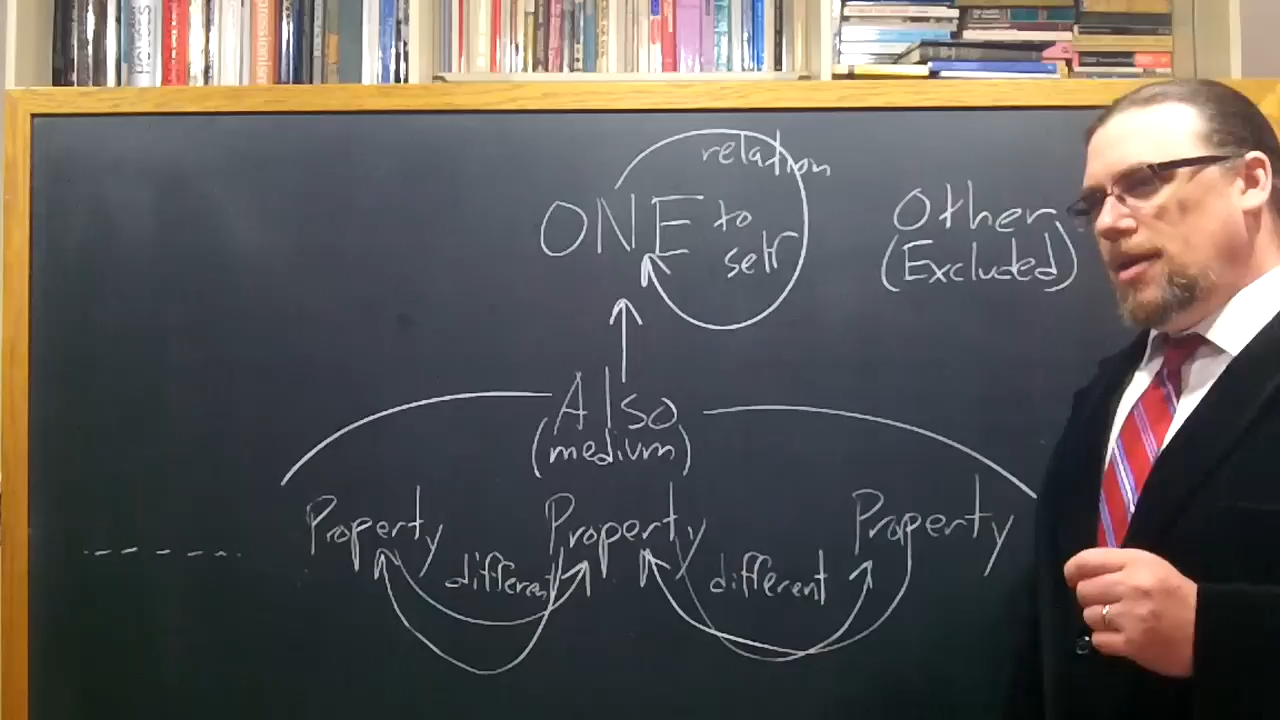 relation
ONE to
self
Other
(Excluded)
Also
(medium)
Property Property Property
different different